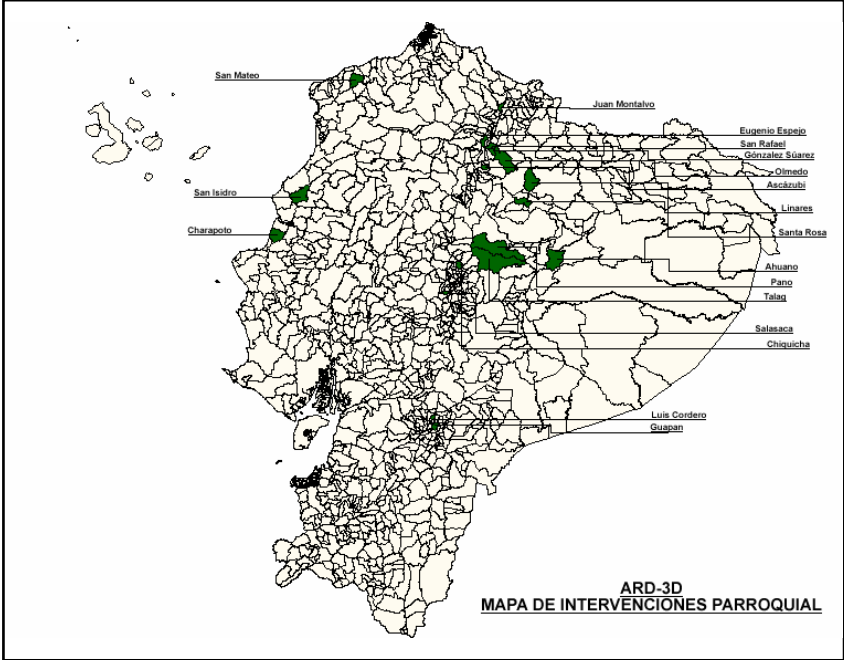 San Mateo
Juan Montalvo
Eugenio Espejo
San Rafael
Gónzalez Súarez
Olmedo
Ascázubi
San Isidro
Linares
Charapoto
Santa Rosa
Ahuano
Pano
Talag
Salasaca
Chiquicha
Luis Cordero
Guapan
ARD-3D
MAPA DE INTERVENCIONES PARROQUIAL